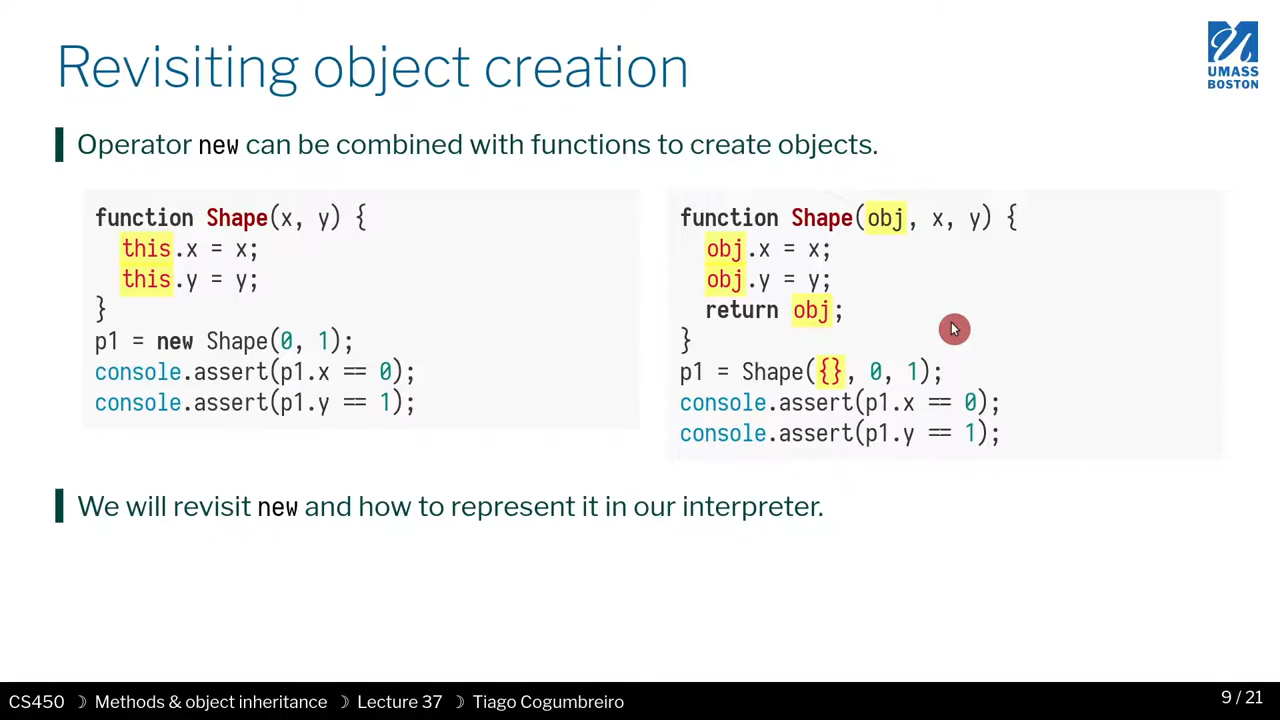 Revisiting object creation
UMASS
BOSTON
Operator new can be combined with functions to create objects.
function Shape(x, y) {
this.x = x;
this.y = y;
}
p1 = new Shape(0, 1);
console.assert(p1.x == 0);
console.assert(p1.y == 1);
function Shape(obj, x, y) {
obj.x = x;
obj.y = y;
return obj;
}
p1 = Shape({}, 0, 1);
console.assert(p1.x == 0);
console.assert(p1.y == 1);
We will revisit new and how to represent it in our interpreter.
CS450 ☽ Methods & object inheritance ☽ Lecture 37 ☽ Tiago Cogumbreiro
9 / 21